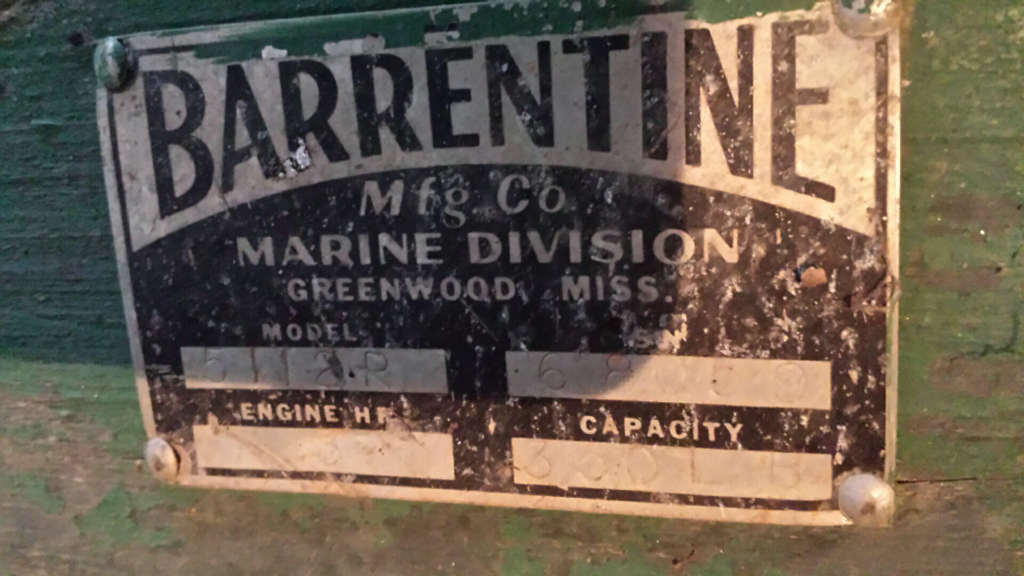 BARRENTINE
Mfg Co
MARINE DIVISION
GREENWOOD, MISS.
MODEL S/N
ENGINE HP CAPACITY